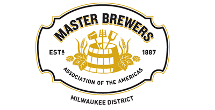 MASTER BREWERS
ESTD 1887
ASSOCIATION OF THE AMERICAS
MILWAUKEE DISTRICT